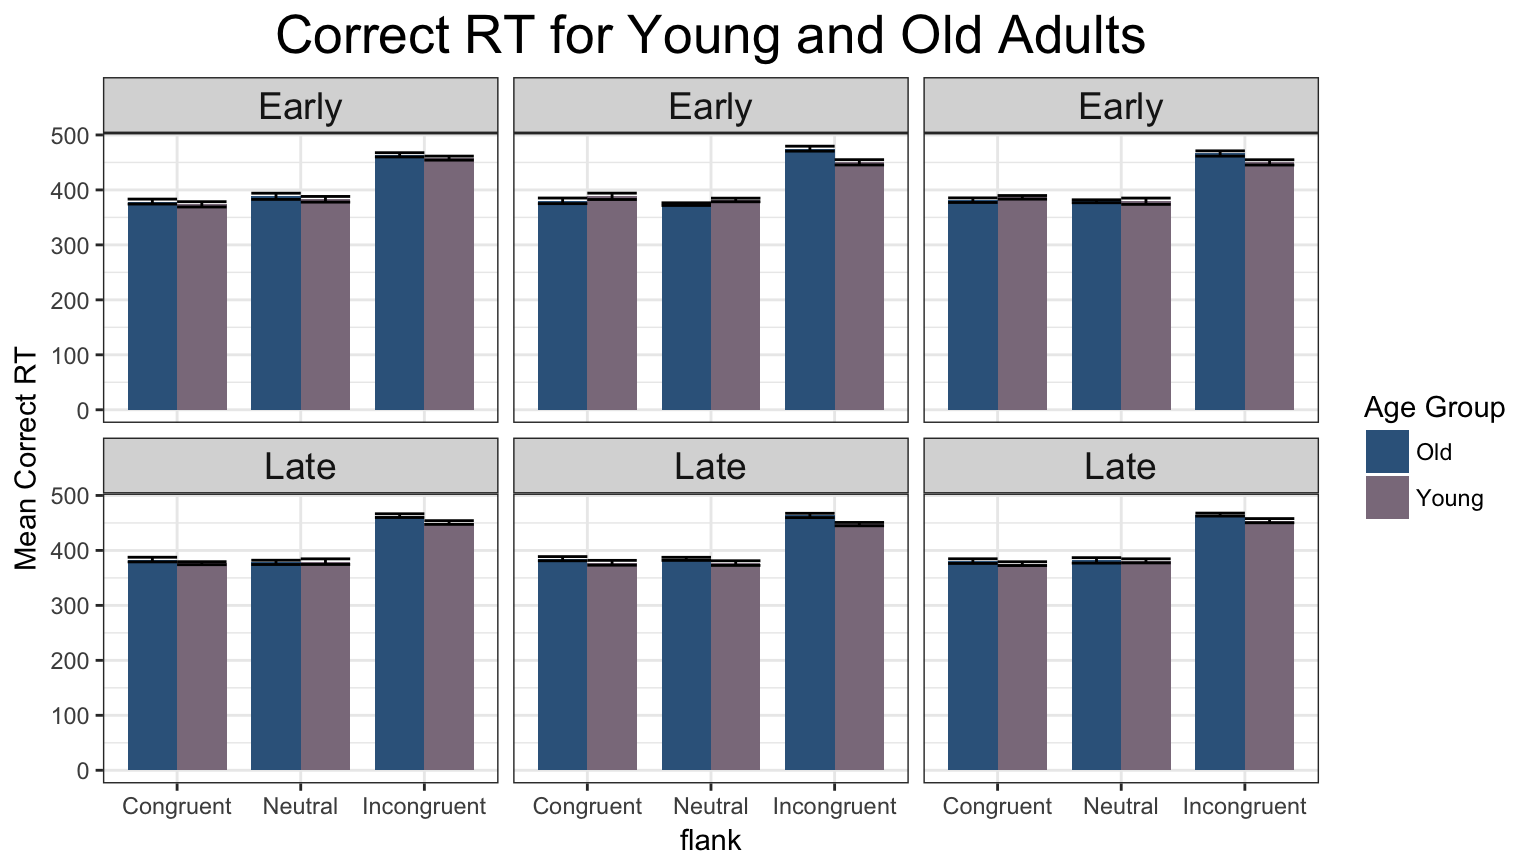 Correct RT for Young and Old Adults
Early
Early
Early
500
400
300
200
100
0
Late
Late
Late
500
400
300
200
100
0
Mean Correct RT
Congruent Neutral Incongruent
Congruent Neutral Incongruent
Congruent Neutral Incongruent
flank
Age Group
Old
Young